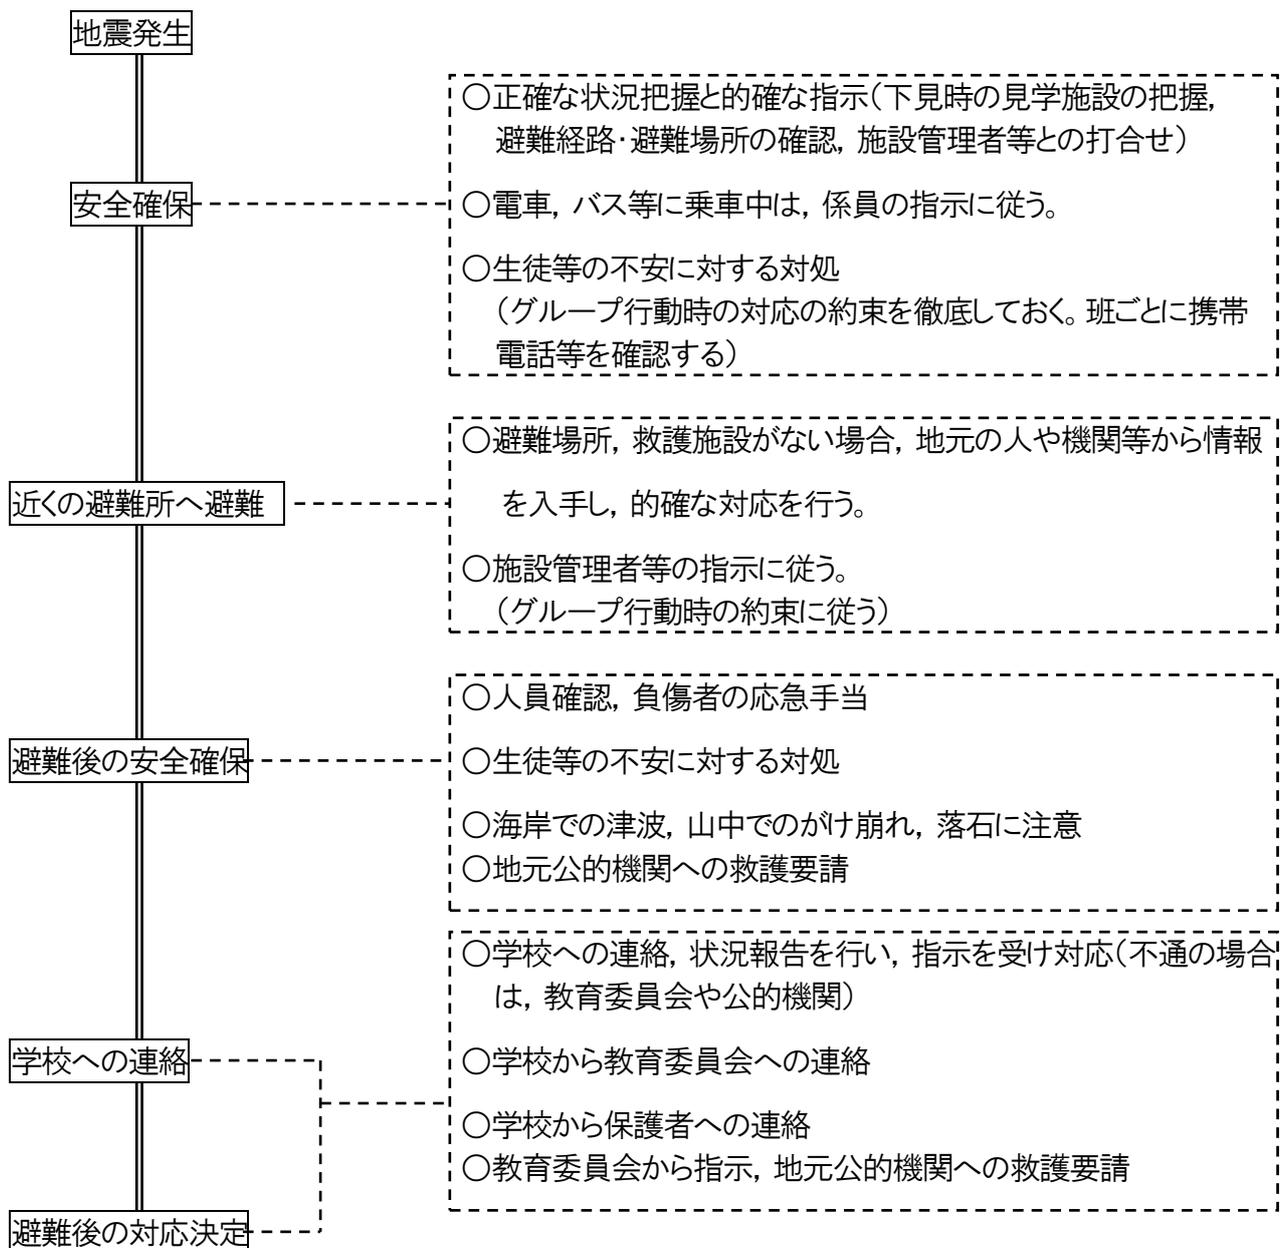 地震発生
○正確な状況把握と的確な指示(下見時の見学施設の把握,
避難経路・避難場所の確認, 施設管理者等との打合せ)
安全確保
○電車, バス等に乗車中は, 係員の指示に従う。
○生徒等の不安に対する対処
(グループ行動時の対応の約束を徹底しておく。班ごとに携帯
電話等を確認する)
○避難場所, 救護施設がない場合, 地元の人や機関等から情報
近くの避難所へ避難
を入手し, 的確な対応を行う。
○施設管理者等の指示に従う。
(グループ行動時の約束に従う)
○人員確認, 負傷者の応急手当
避難後の安全確保
○生徒等の不安に対する対処
○海岸での津波, 山中でのがけ崩れ, 落石に注意
○地元公的機関への救護要請
○学校への連絡, 状況報告を行い, 指示を受け対応(不通の場合
は, 教育委員会や公的機関)
学校への連絡
○学校から教育委員会への連絡
○学校から保護者への連絡
○教育委員会から指示, 地元公的機関への救護要請
避難後の対応決定